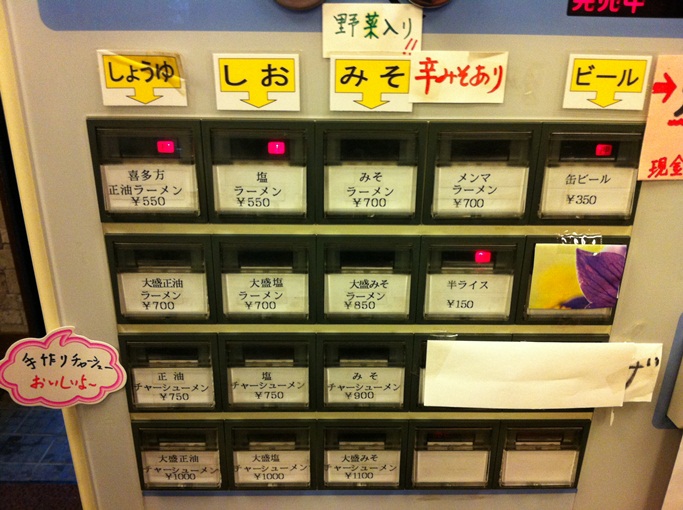 野菜入り!!
しょうゆ
しお
みそ
辛みそあり
ビール
現金
喜多方
正油ラーメン
¥550
塩
ラーメン
¥550
みそ
ラーメン
¥700
メンマ
ラーメン
¥700
缶ビール
¥350
大盛正油
ラーメン
¥700
大盛塩
ラーメン
¥700
大盛みそ
ラーメン
¥850
半ライス
¥150
手作りチャーシュー
おいしいよ~
正油
チャーシューメン
¥750
塩
チャーシューメン
¥750
みそ
チャーシューメン
¥900
大盛正油
チャーシューメン
¥1000
大盛塩
チャーシューメン
¥1000
大盛みそ
チャーシューメン
¥1100